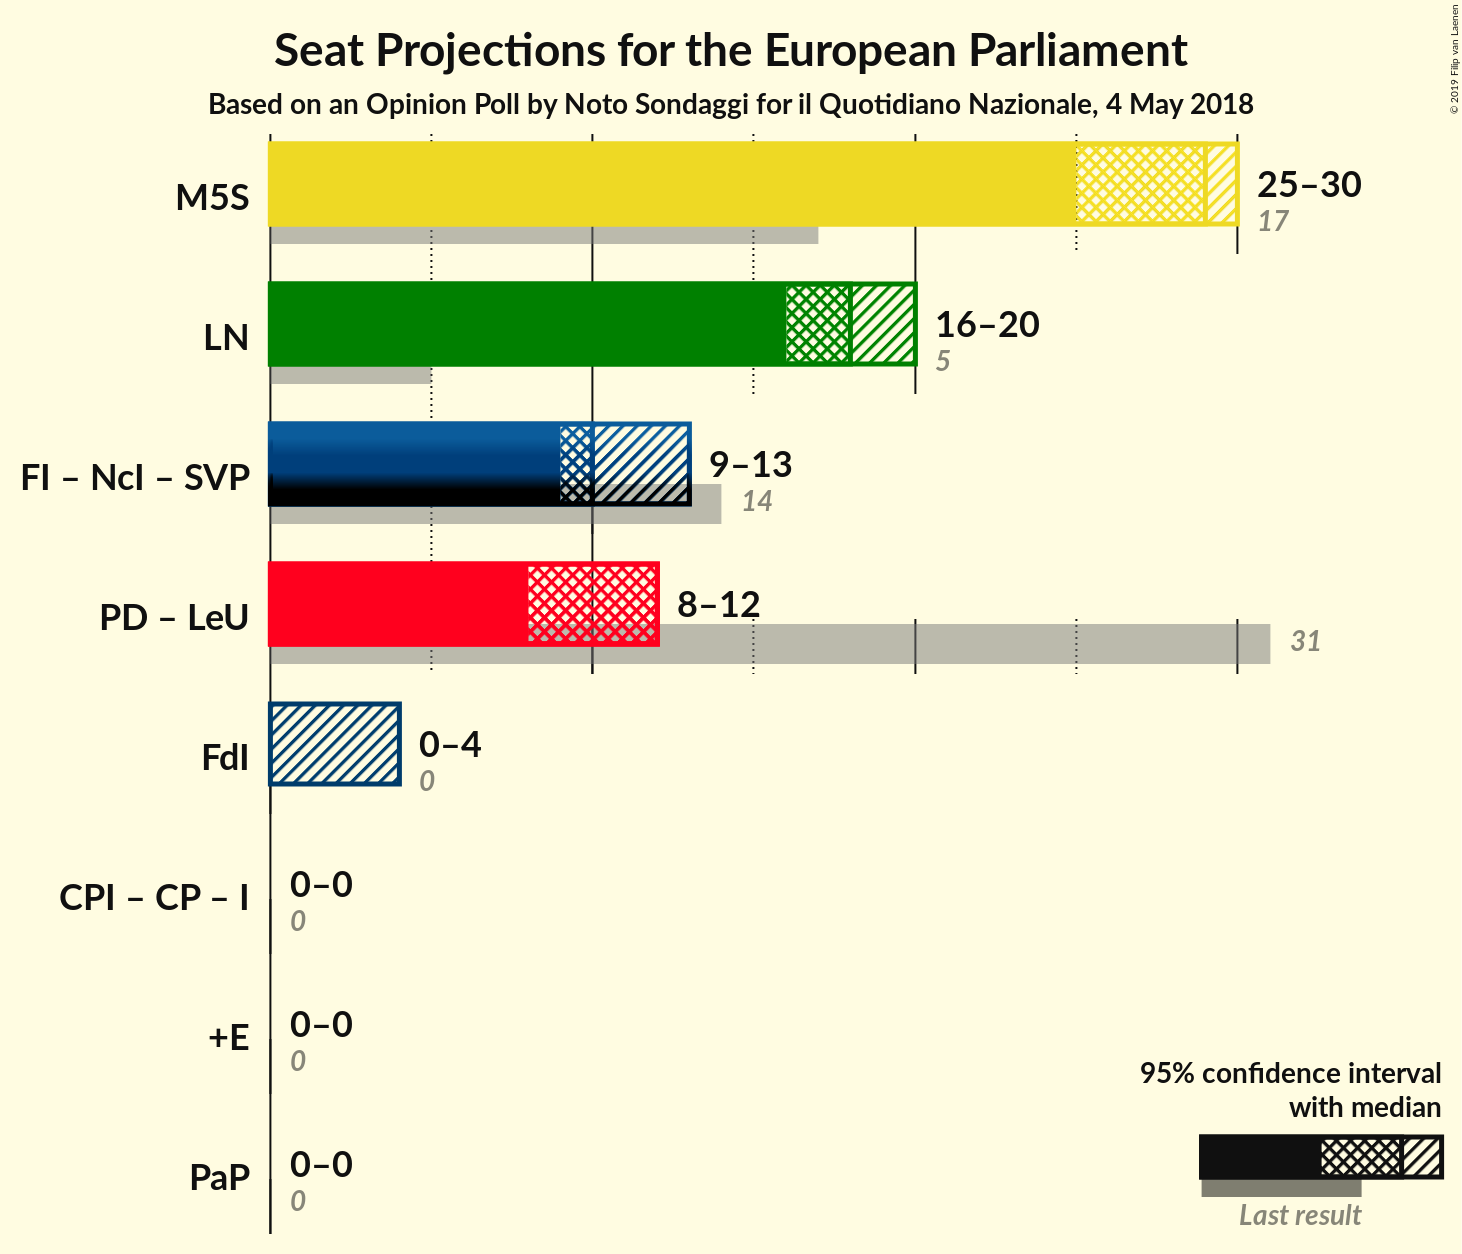 Seat Projections for the European Parliament
Based on an Opinion Poll by Noto Sondaggi for il Quotidiano Nazionale, 4 May 2018
© 2019 Filip van Laenen
M5S
25–30
17
LN
16–20
5
FI – NcI – SVP
9–13
14
PD – LeU
8–12
31
FdI
0–4
0
CPI – CP – I
0–0
0
+E
0–0
0
PaP
0–0
0
95% confidence interval
with median
Last result